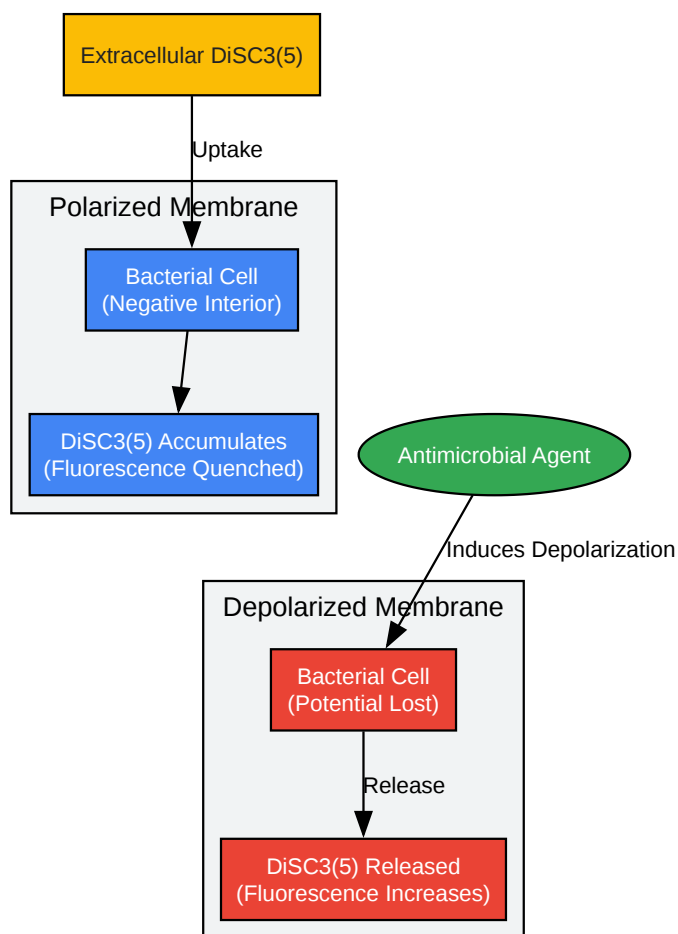 Extracellular DiSC3(5)
Uptake
Polarized Membrane
Bacterial Cell
(Negative Interior)
DiSC3(5) Accumulates
(Fluorescence Quenched)
Antimicrobial Agent
Induces Depolarization
Depolarized Membrane
Bacterial Cell
(Potential Lost)
Release
DiSC3(5) Released
(Fluorescence Increases)